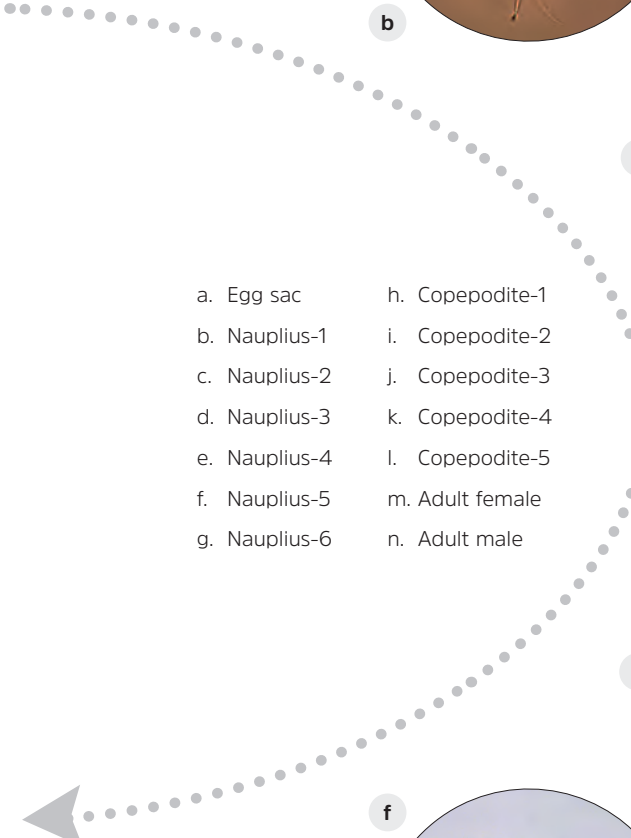 b
a. Egg sac
b. Nauplius-1
c. Nauplius-2
d. Nauplius-3
e. Nauplius-4
f. Nauplius-5
g. Nauplius-6
h. Copepodite-1
i. Copepodite-2
j. Copepodite-3
k. Copepodite-4
l. Copepodite-5
m. Adult female
n. Adult male
f